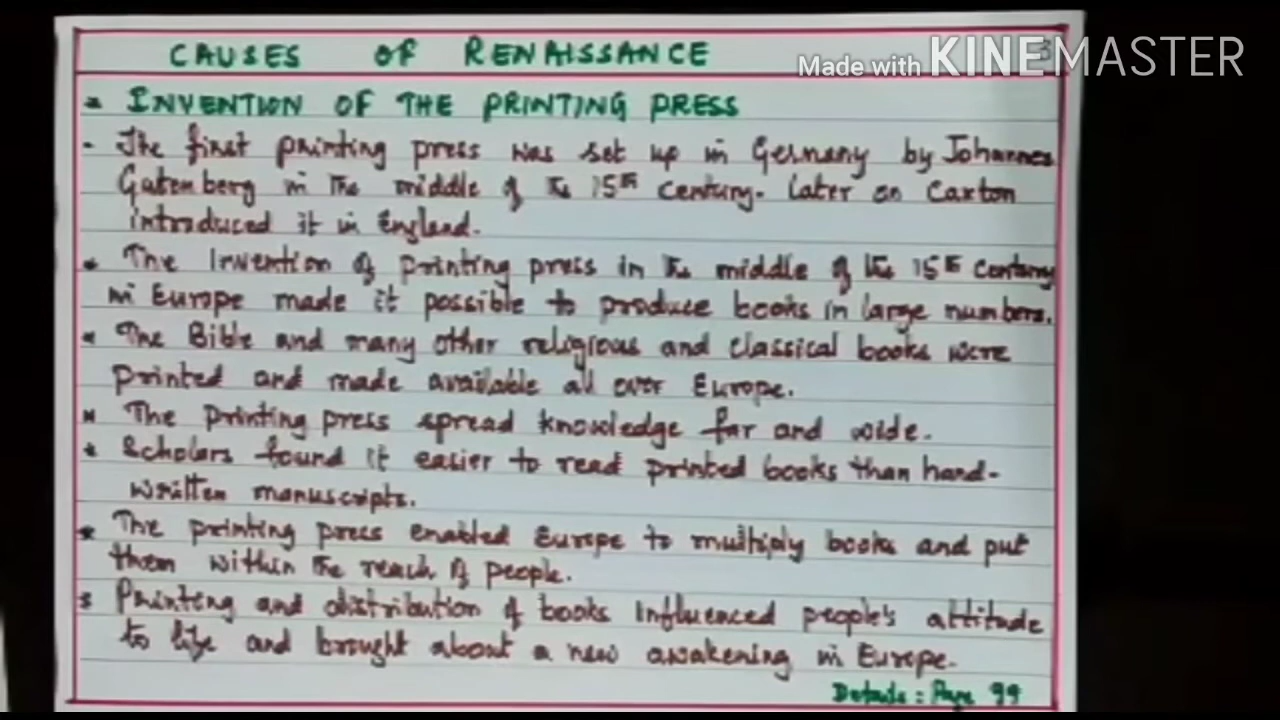 CAUSES OF RENAISSANCE
Made with KINEMASTER
INVENTION OF THE PRINTING PRESS
- The first printing press was set up in Germany by Johannes
Gutenberg in the middle of the 15th century. Later on Caxton
introduced it in England.
* The Invention of printing press in the middle of the 15th century
in Europe made it possible to produce books in large numbers.
* The Bible and many other religious and classical books were
printed and made available all over Europe.
* The printing press spread knowledge far and wide.
* Scholars found it easier to read printed books than hand-
written manuscripts.
* The printing press enabled Europe to multiply books and put
them within the reach of people.
* Printing and distribution of books influenced people's attitude
to life and brought about a new awakening in Europe.
Details: Page 99